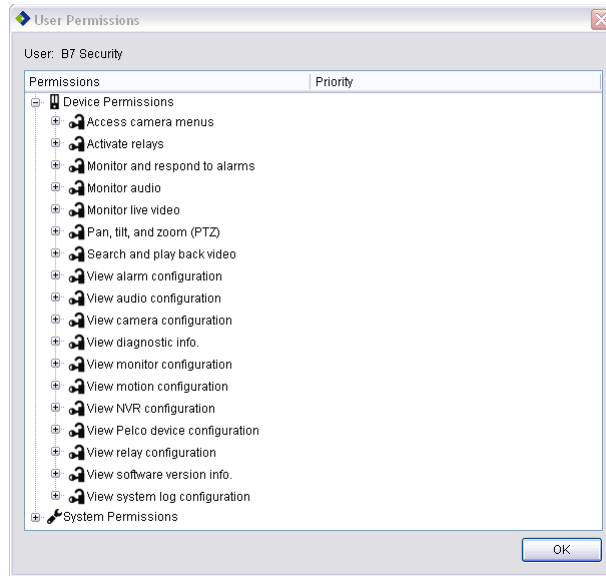 User Permissions
User: B7 Security
Permissions Priority
Device Permissions
Access camera menus
Activate relays
Monitor and respond to alarms
Monitor audio
Monitor live video
Pan, tilt, and zoom (PTZ)
Search and play back video
View alarm configuration
View audio configuration
View camera configuration
View diagnostic info.
View monitor configuration
View motion configuration
View NVR configuration
View Pelco device configuration
View relay configuration
View software version info.
View system log configuration
System Permissions
OK